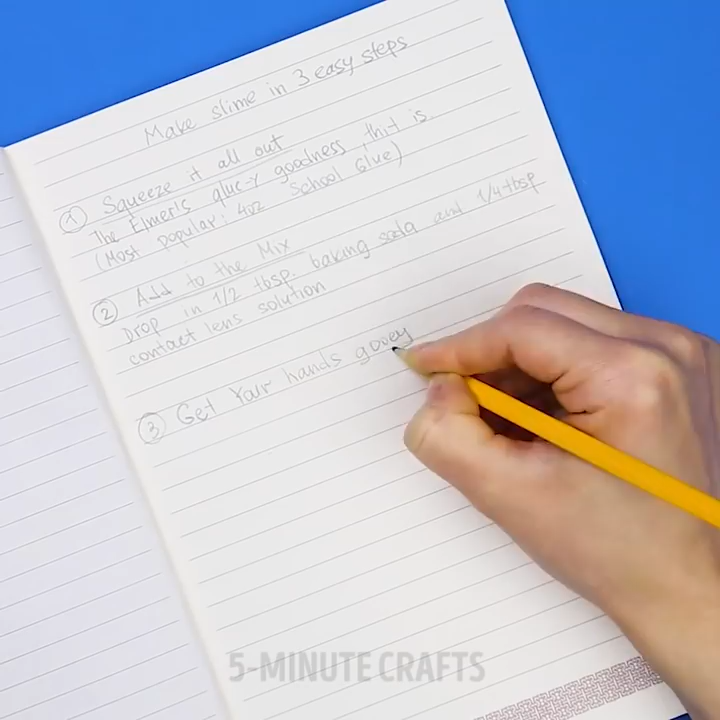 Make slime in 3 easy steps
① Squeeze it all out
The Elmer's glue-y goodness, thi-t is.
(Most popular: 4oz School Glue)
② Add to the Mix
Drop in 1/2 tbsp. baking soda and 1/4 tbsp
contact lens solution
③ Get Your hands gooey
5-MINUTE CRAFTS